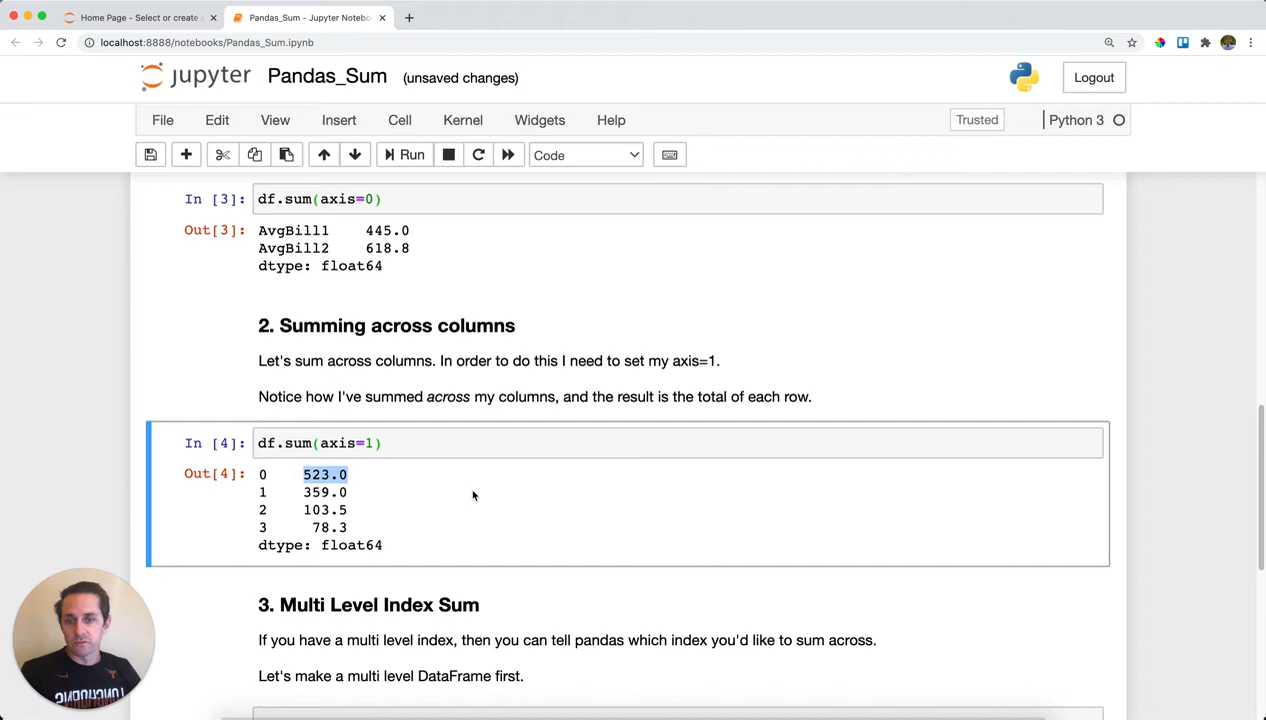 Home Page - Select or create a
Pandas_Sum - Jupyter Noteboo
localhost:8888/notebooks/Pandas_Sum.ipynb
jupyter Pandas_Sum (unsaved changes)
Logout
File Edit View Insert Cell Kernel Widgets Help
Trusted Python 3
Run Code
In [3]: df.sum(axis=0)
Out[3]: AvgBill1 445.0
AvgBill2 618.8
dtype: float64
2. Summing across columns
Let's sum across columns. In order to do this I need to set my axis=1.
Notice how I've summed across my columns, and the result is the total of each row.
In [4]: df.sum(axis=1)
Out[4]: 0 523.0
1 359.0
2 103.5
3 78.3
dtype: float64
3. Multi Level Index Sum
If you have a multi level index, then you can tell pandas which index you'd like to sum across.
Let's make a multi level DataFrame first.